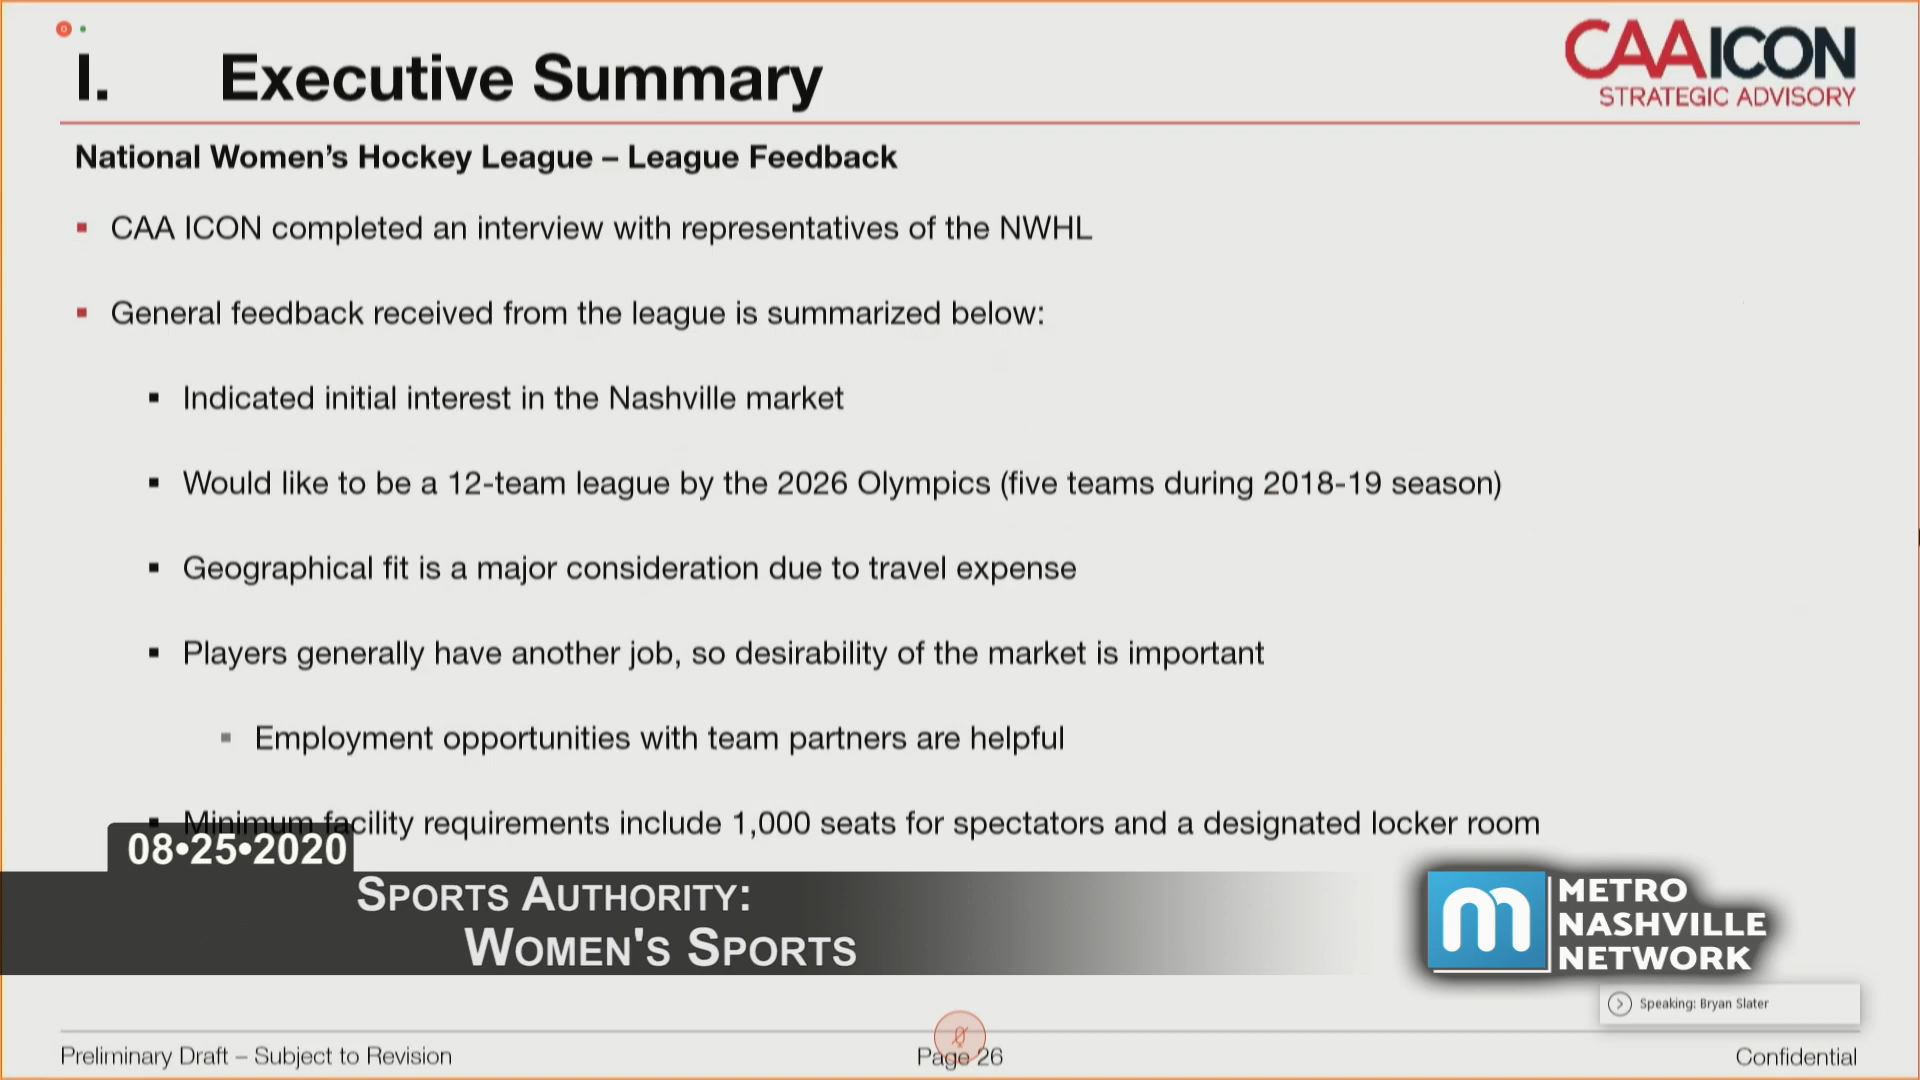 I. Executive Summary
CAAICON
STRATEGIC ADVISORY
National Women's Hockey League – League Feedback
▪ CAA ICON completed an interview with representatives of the NWHL
▪ General feedback received from the league is summarized below:
▪ Indicated initial interest in the Nashville market
▪ Would like to be a 12-team league by the 2026 Olympics (five teams during 2018-19 season)
▪ Geographical fit is a major consideration due to travel expense
▪ Players generally have another job, so desirability of the market is important
▪ Employment opportunities with team partners are helpful
▪ Minimum facility requirements include 1,000 seats for spectators and a designated locker room
08•25•2020
SPORTS AUTHORITY:
WOMEN'S SPORTS
m
METRO
NASHVILLE
NETWORK
Speaking: Bryan Slater
Preliminary Draft – Subject to Revision
Page 26
Confidential